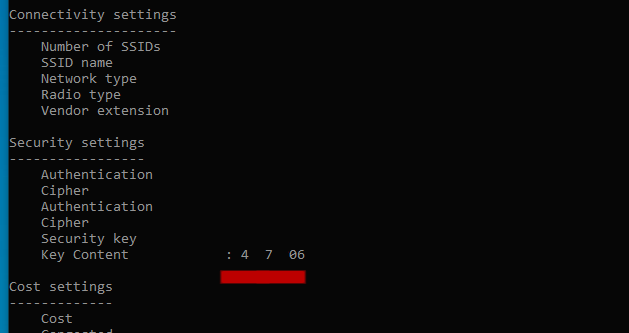 Connectivity settings
---------------------
Number of SSIDs
SSID name
Network type
Radio type
Vendor extension
Security settings
-----------------
Authentication
Cipher
Authentication
Cipher
Security key
Key Content : 4 7 06
Cost settings
-------------
Cost